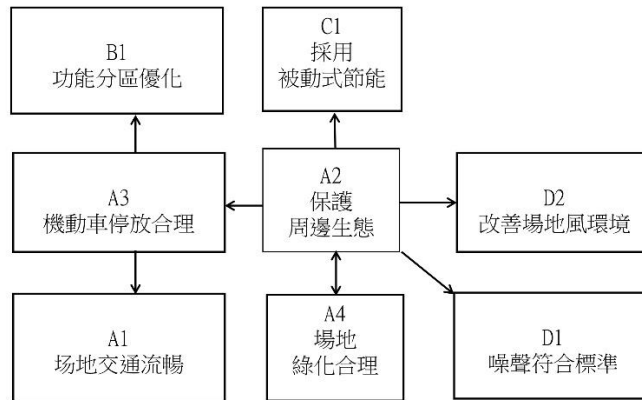 B1
功能分區優化
C1
採用
被動式節能
A3
機動車停放合理
A2
保護
周邊生態
D2
改善場地風環境
A1
场地交通流暢
A4
場地
綠化合理
D1
噪聲符合標準